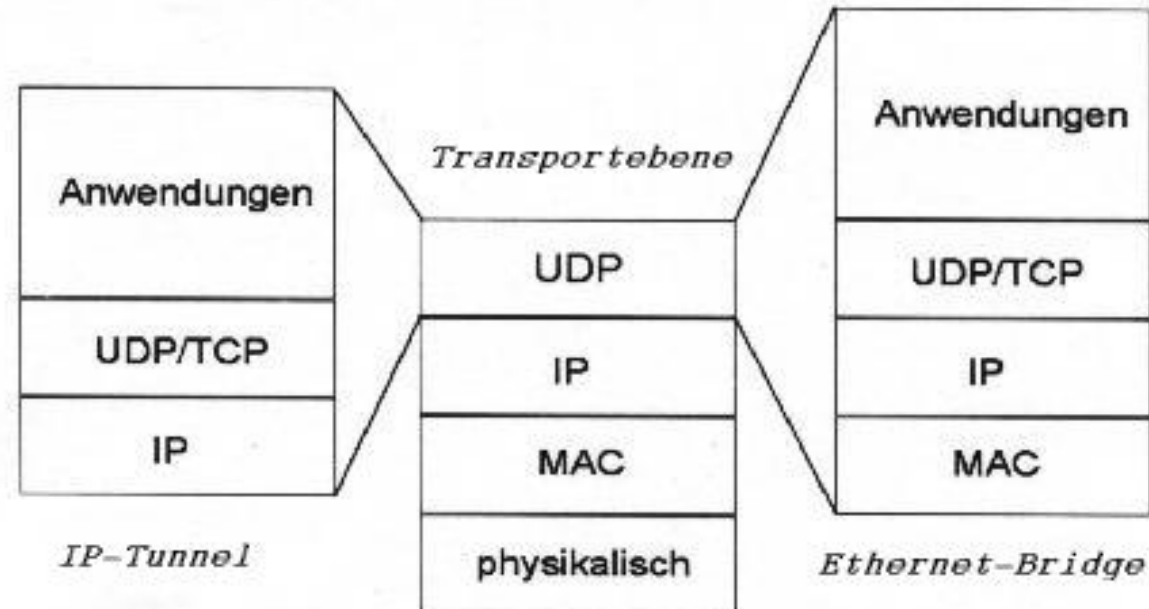 Anwendungen
UDP/TCP
IP
IP-Tunnel
Transportebene
UDP
IP
MAC
physikalisch
Anwendungen
UDP/TCP
IP
MAC
Ethernet-Bridge